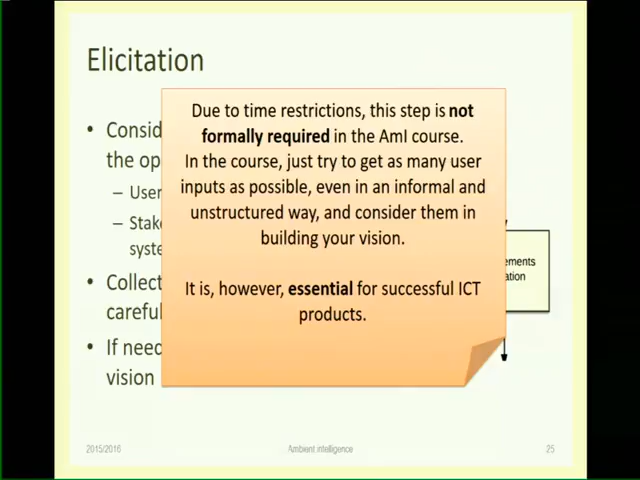 Elicitation
• Consid
the op
– User
– Stake
syste
• Collect
carefu
• If need
vision
Due to time restrictions, this step is not
formally required in the AmI course.
In the course, just try to get as many user
inputs as possible, even in an informal and
unstructured way, and consider them in
building your vision.
It is, however, essential for successful ICT
products.
ements
ation
2015/2016
Ambient intelligence
25